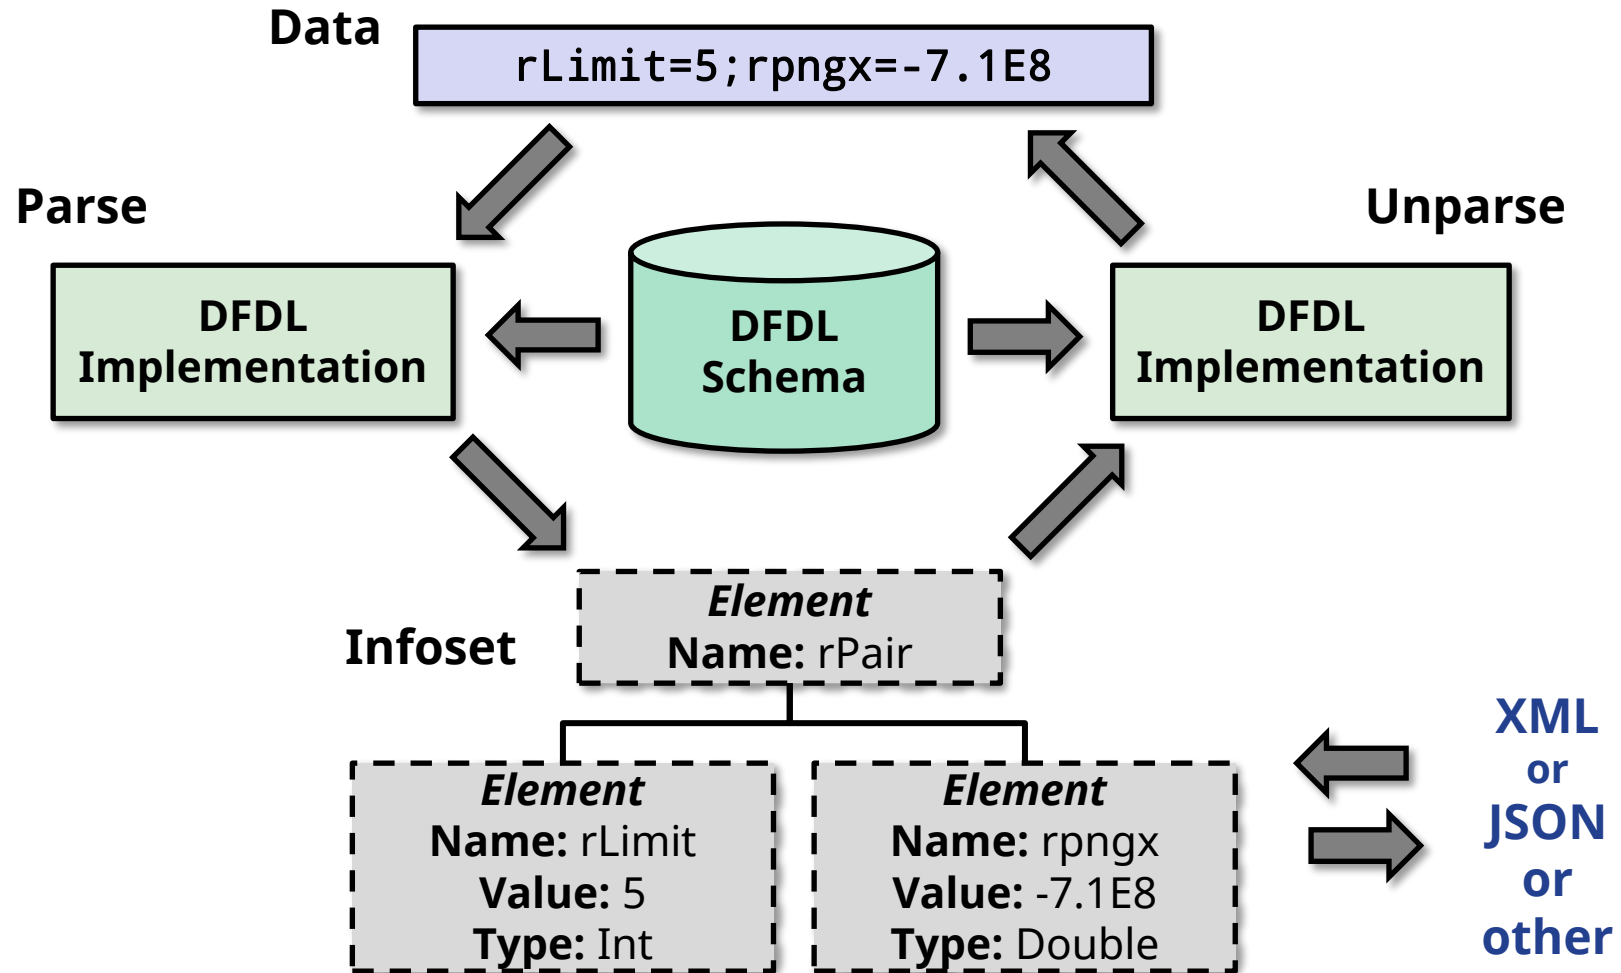 Data
rLimit=5;rpngx=-7.1E8
Parse
Unparse
DFDL
Implementation
DFDL
Schema
DFDL
Implementation
Infoset
Element
Name: rPair
Element
Name: rLimit
Value: 5
Type: Int
Element
Name: rpngx
Value: -7.1E8
Type: Double
XML
or
JSON
or
other